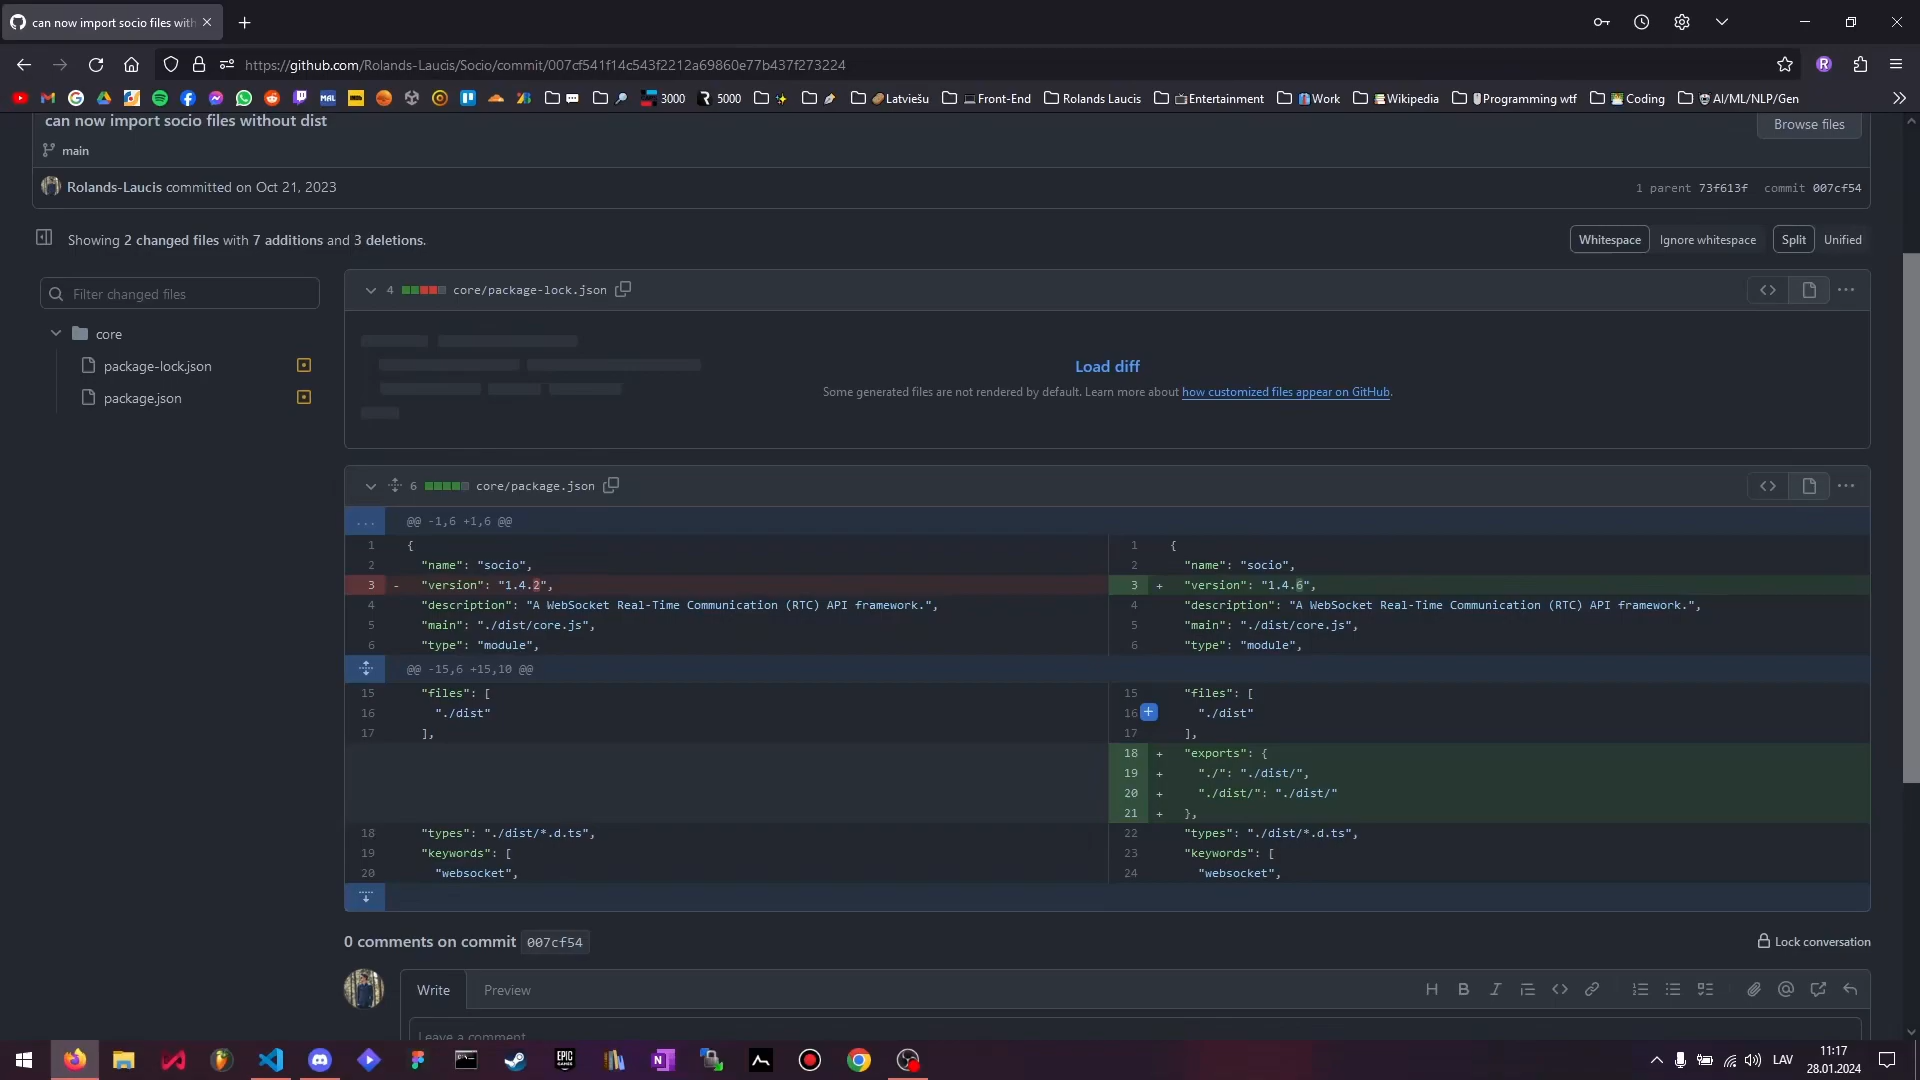 can now import socio files with
https://github.com/Rolands-Laucis/Socio/commit/007cf541f14c543f2212a69860e77b437f273224
3000
5000
Latviešu
Front-End
Rolands Laucis
Entertainment
Work
Wikipedia
Programming wtf
Coding
AI/ML/NLP/Gen
can now import socio files without dist
Browse files
main
Rolands-Laucis committed on Oct 21, 2023
1 parent 73f613f commit 007cf54
Showing 2 changed files with 7 additions and 3 deletions.
Whitespace
Ignore whitespace
Split
Unified
Filter changed files
core
package-lock.json
package.json
4
core/package-lock.json
Load diff
Some generated files are not rendered by default. Learn more about how customized files appear on GitHub.
6
core/package.json
@@ -1,6 +1,6 @@
1 {
2 "name": "socio",
3 - "version": "1.4.2",
4 "description": "A WebSocket Real-Time Communication (RTC) API framework.",
5 "main": "./dist/core.js",
6 "type": "module",
1 {
2 "name": "socio",
3 + "version": "1.4.6",
4 "description": "A WebSocket Real-Time Communication (RTC) API framework.",
5 "main": "./dist/core.js",
6 "type": "module",
@@ -15,6 +15,10 @@
15 "files": [
16 "./dist"
17 ],
18 "types": "./dist/*.d.ts",
19 "keywords": [
20 "websocket",
15 "files": [
16 "./dist"
17 ],
18 + "exports": {
19 + "./": "./dist/",
20 + "./dist/": "./dist/"
21 + },
22 "types": "./dist/*.d.ts",
23 "keywords": [
24 "websocket",
0 comments on commit 007cf54
Lock conversation
Write
Preview
Leave a comment
EPIC GAMES
LAV
11:17
28.01.2024